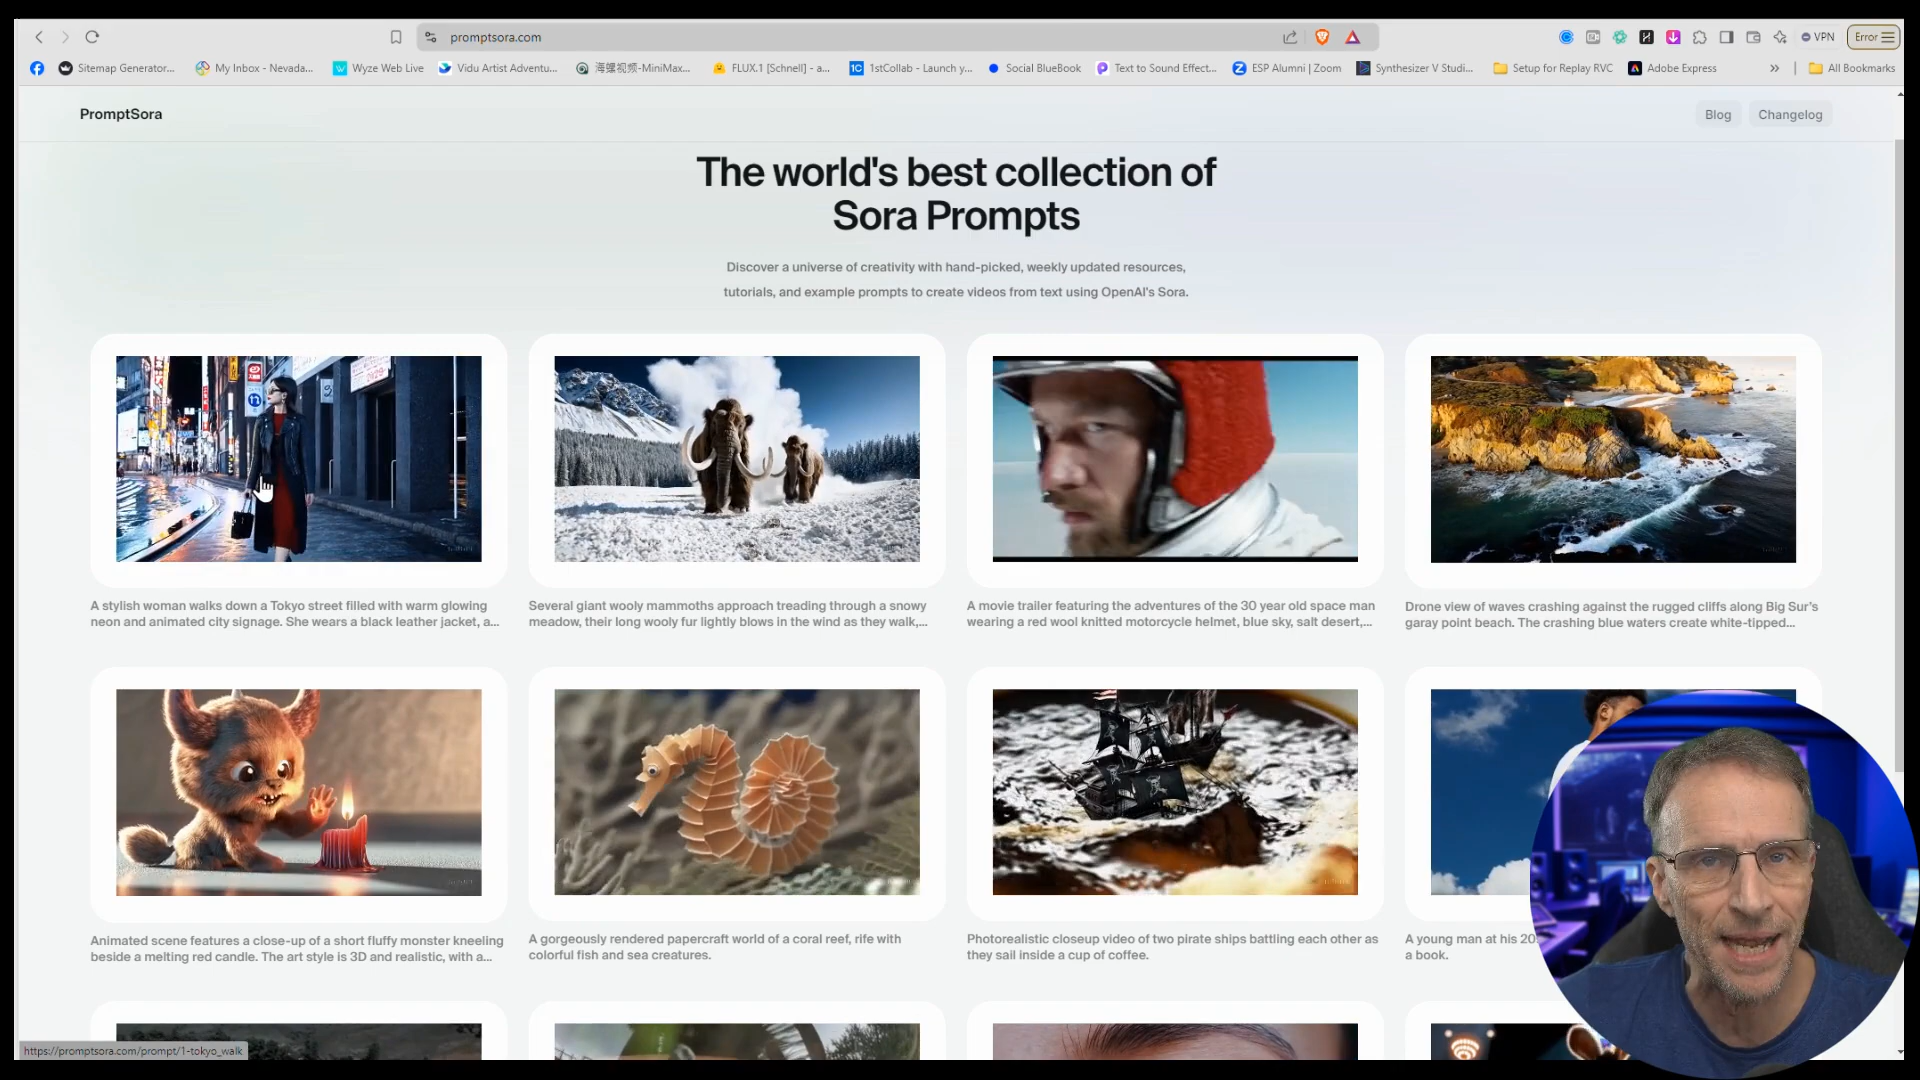 promptsora.com
VPN
Error
Sitemap Generator...
My Inbox - Nevada...
Wyze Web Live
Vidu Artist Adventu...
海螺视频-MiniMax...
FLUX.1 [Schnell] - a...
1stCollab - Launch y...
Social BlueBook
Text to Sound Effect...
ESP Alumni | Zoom
Synthesizer V Studi...
Setup for Replay RVC
Adobe Express
All Bookmarks
PromptSora
Blog
Changelog
The world's best collection of
Sora Prompts
Discover a universe of creativity with hand-picked, weekly updated resources,
tutorials, and example prompts to create videos from text using OpenAI's Sora.
A stylish woman walks down a Tokyo street filled with warm glowing
neon and animated city signage. She wears a black leather jacket, a...
Several giant wooly mammoths approach treading through a snowy
meadow, their long wooly fur lightly blows in the wind as they walk,...
A movie trailer featuring the adventures of the 30 year old space man
wearing a red wool knitted motorcycle helmet, blue sky, salt desert,...
Drone view of waves crashing against the rugged cliffs along Big Sur's
garay point beach. The crashing blue waters create white-tipped...
Animated scene features a close-up of a short fluffy monster kneeling
beside a melting red candle. The art style is 3D and realistic, with a...
A gorgeously rendered papercraft world of a coral reef, rife with
colorful fish and sea creatures.
Photorealistic closeup video of two pirate ships battling each other as
they sail inside a cup of coffee.
A young man at his 20s
a book.
https://promptsora.com/prompt/1-tokyo_walk